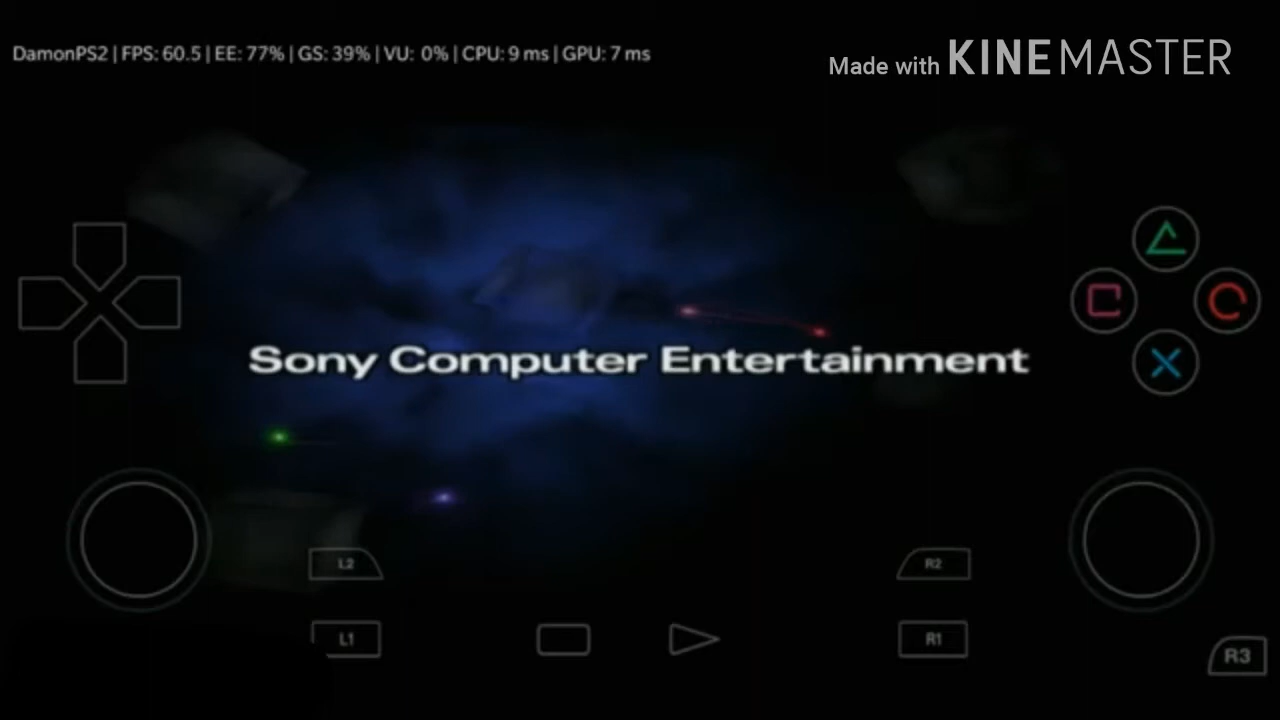 DamonPS2 | FPS: 60.5 | EE: 77% | GS: 39% | VU: 0% | CPU: 9 ms | GPU: 7 ms
Made with KINEMASTER
Sony Computer Entertainment
L2
R2
L1
R1
R3